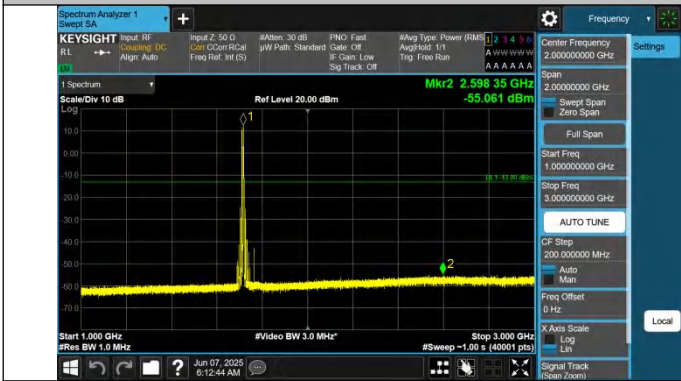 Spectrum Analyzer 1
Swept SA
+
Frequency
KEYSIGHT
RL
Input: RF
Coupling: DC
Align: Auto
Input Z: 50 Ω
Corr CCorr RCal
Freq Ref: Int (S)
#Atten: 30 dB
µW Path: Standard
PNO: Fast
Gate: Off
IF Gain: Low
Sig Track: Off
#Avg Type: Power (RMS)
Avg|Hold: 1/1
Trig: Free Run
1 2 3 4 5 6
A W W W W W
A A A A A A
1 Spectrum
Scale/Div 10 dB
Log
Ref Level 20.00 dBm
Mkr2 2.598 35 GHz
-55.061 dBm
1
10.0
0.00
-10.0
DL1 -13.00 dBm
-20.0
-30.0
-40.0
-50.0
2
-60.0
-70.0
Start 1.000 GHz
#Res BW 1.0 MHz
#Video BW 3.0 MHz*
Stop 3.000 GHz
#Sweep ~1.00 s (40001 pts)
?
Jun 07, 2025
6:12:44 AM
Settings
Center Frequency
2.000000000 GHz
Span
2.00000000 GHz
Swept Span
Zero Span
Full Span
Start Freq
1.000000000 GHz
Stop Freq
3.000000000 GHz
AUTO TUNE
CF Step
200.000000 MHz
Auto
Man
Freq Offset
0 Hz
X Axis Scale
Log
Lin
Signal Track
(Span Zoom)
Local